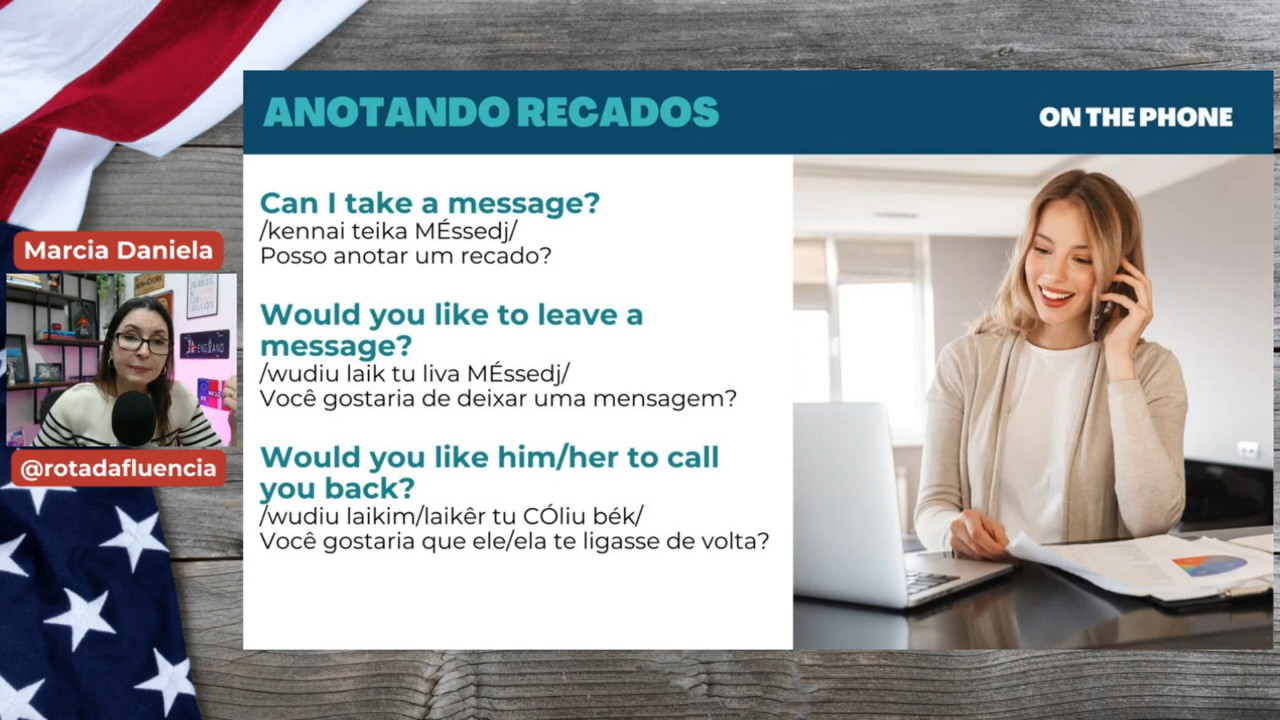 ANOTANDO RECADOS
ON THE PHONE
Can I take a message?
/kennai teika MÉssedj/
Posso anotar um recado?
Would you like to leave a
message?
/wudiu laik tu liva MÉssedj/
Você gostaria de deixar uma mensagem?
Would you like him/her to call
you back?
/wudiu laikim/laikêr tu CÓliu bék/
Você gostaria que ele/ela te ligasse de volta?
Marcia Daniela
@rotadafluencia